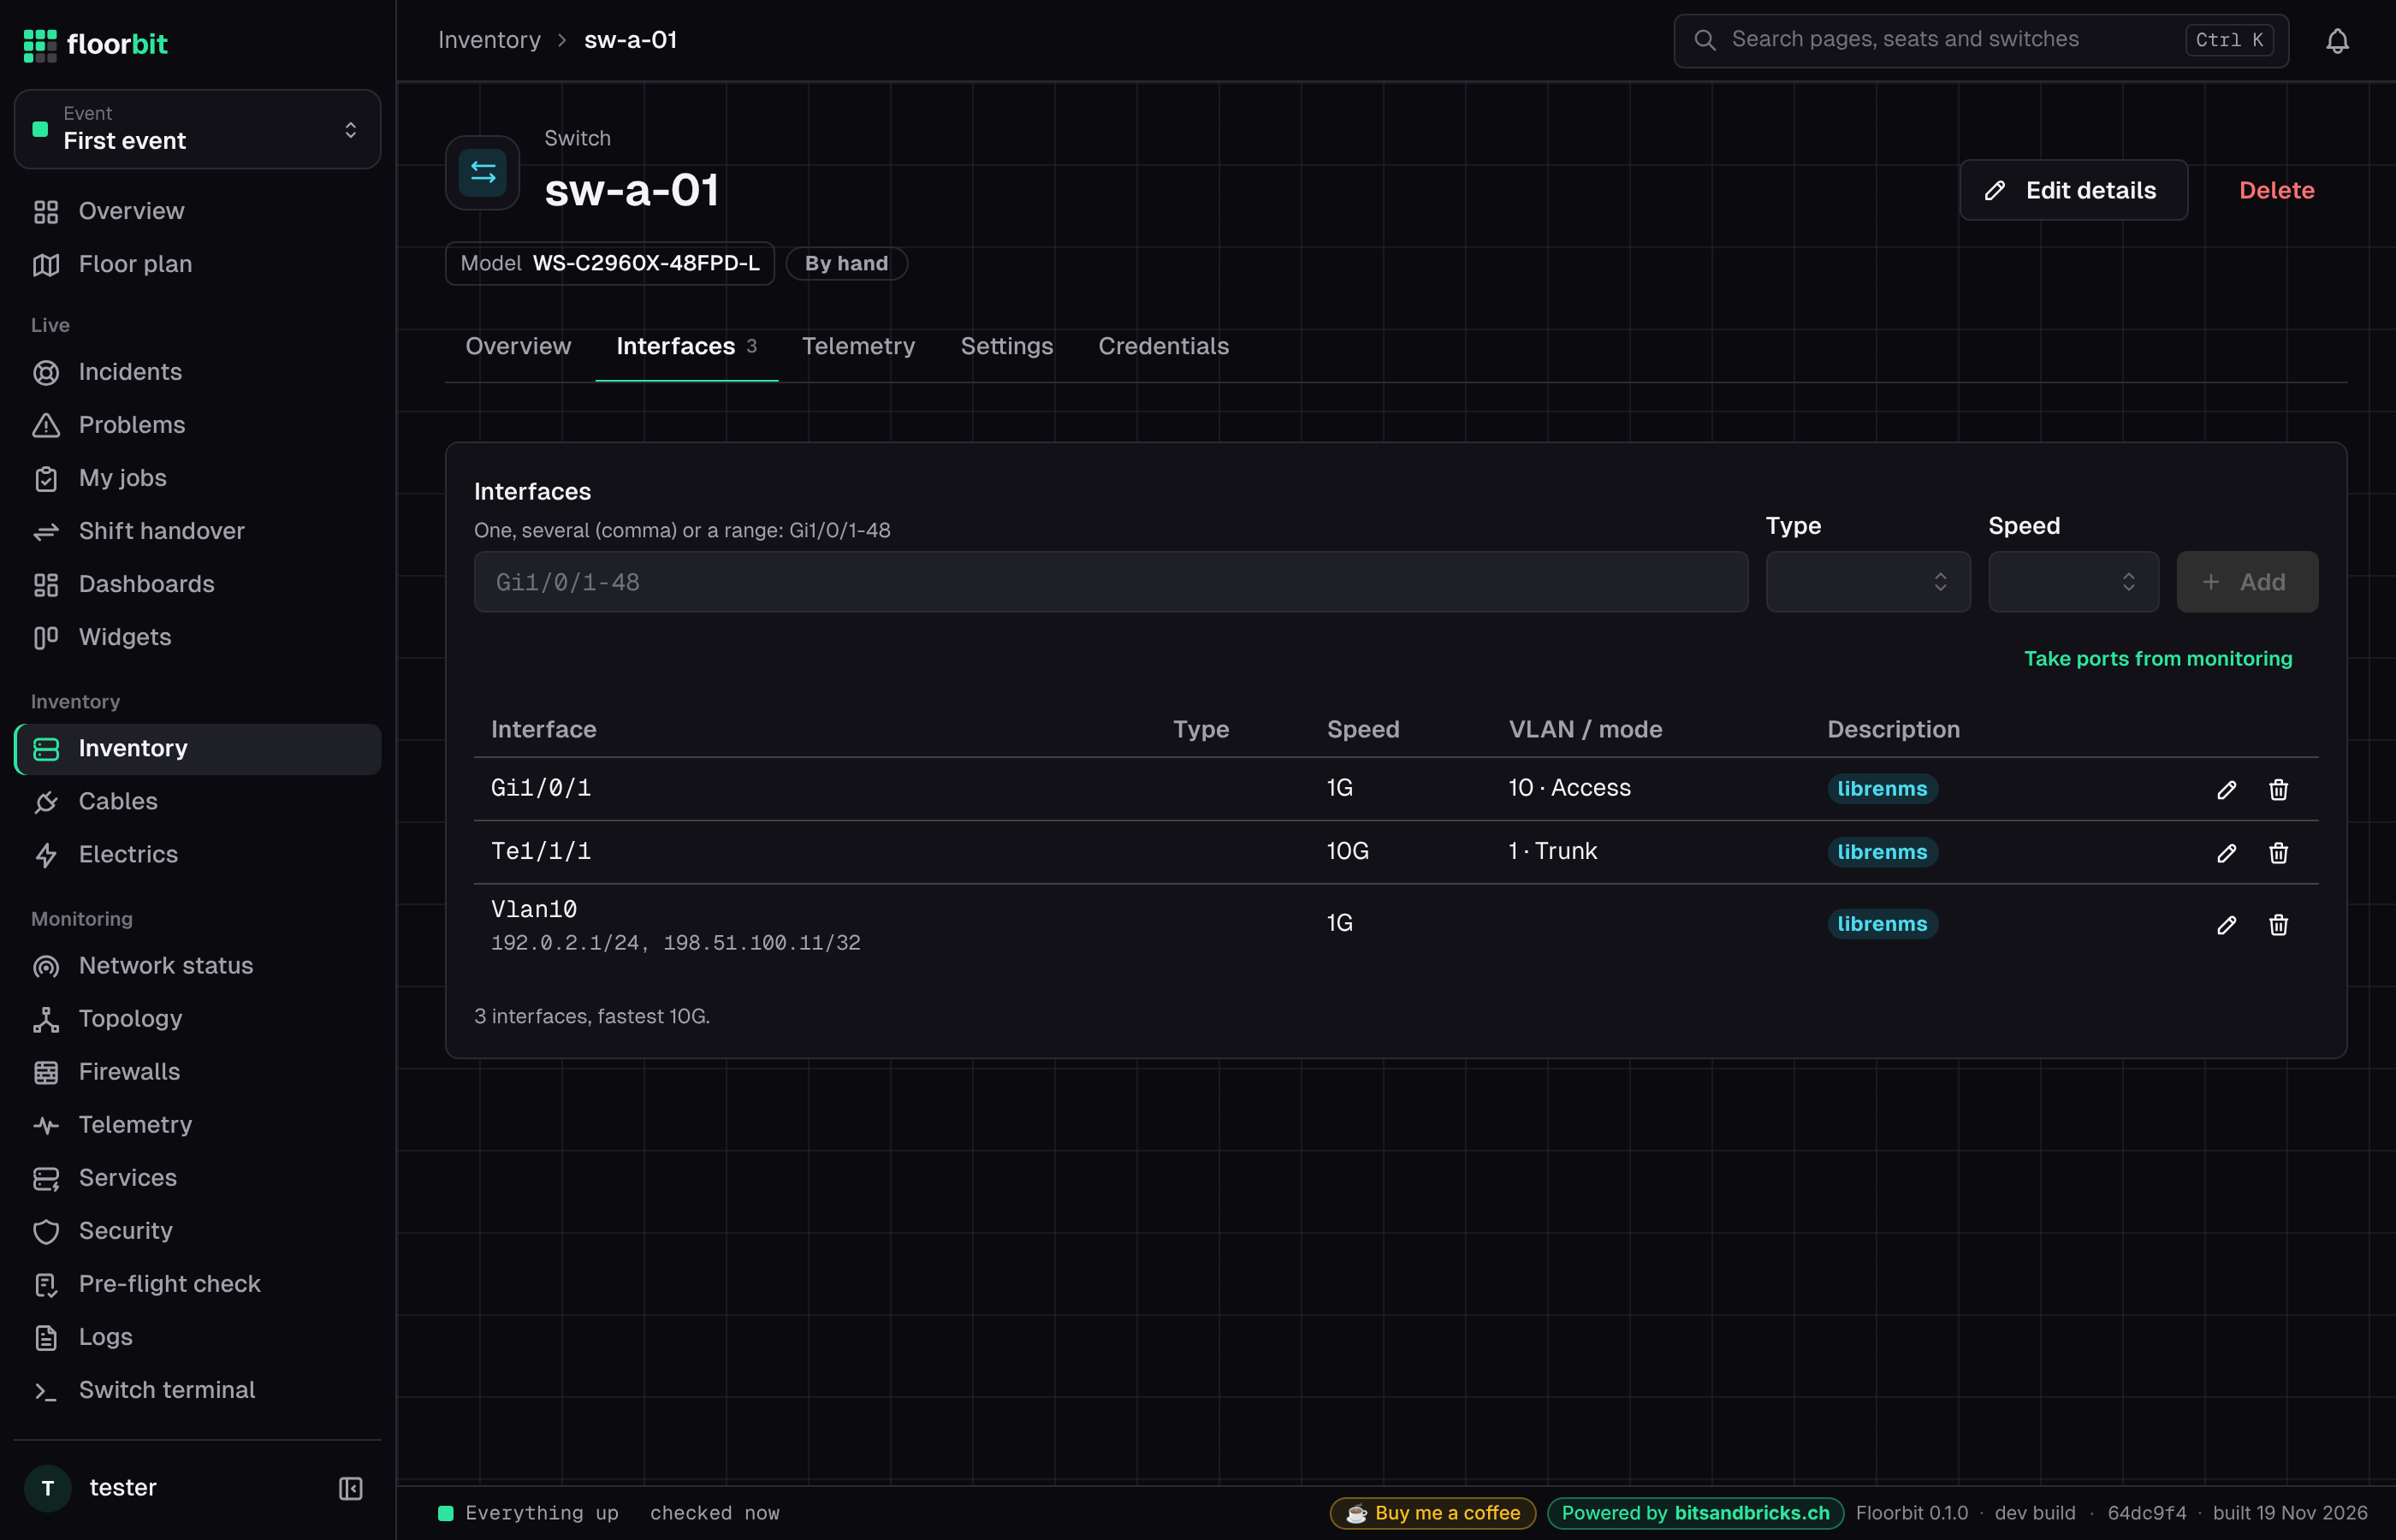 floorbit
Event
First event
Overview
Floor plan
Live
Incidents
Problems
My jobs
Shift handover
Dashboards
Widgets
Inventory
Inventory
Cables
Electrics
Monitoring
Network status
Topology
Firewalls
Telemetry
Services
Security
Pre-flight check
Logs
Switch terminal
T tester
Inventory > sw-a-01
Search pages, seats and switches Ctrl K
Switch
sw-a-01
Edit details Delete
Model WS-C2960X-48FPD-L By hand
Overview Interfaces 3 Telemetry Settings Credentials
Interfaces
One, several (comma) or a range: Gi1/0/1-48
Type Speed
Gi1/0/1-48
+ Add
Take ports from monitoring
Interface Type Speed VLAN / mode Description
Gi1/0/1 1G 10 · Access librenms
Te1/1/1 10G 1 · Trunk librenms
Vlan10 1G librenms
192.0.2.1/24, 198.51.100.11/32
3 interfaces, fastest 10G.
Everything up checked now
☕ Buy me a coffee Powered by bitsandbricks.ch Floorbit 0.1.0 · dev build · 64dc9f4 · built 19 Nov 2026